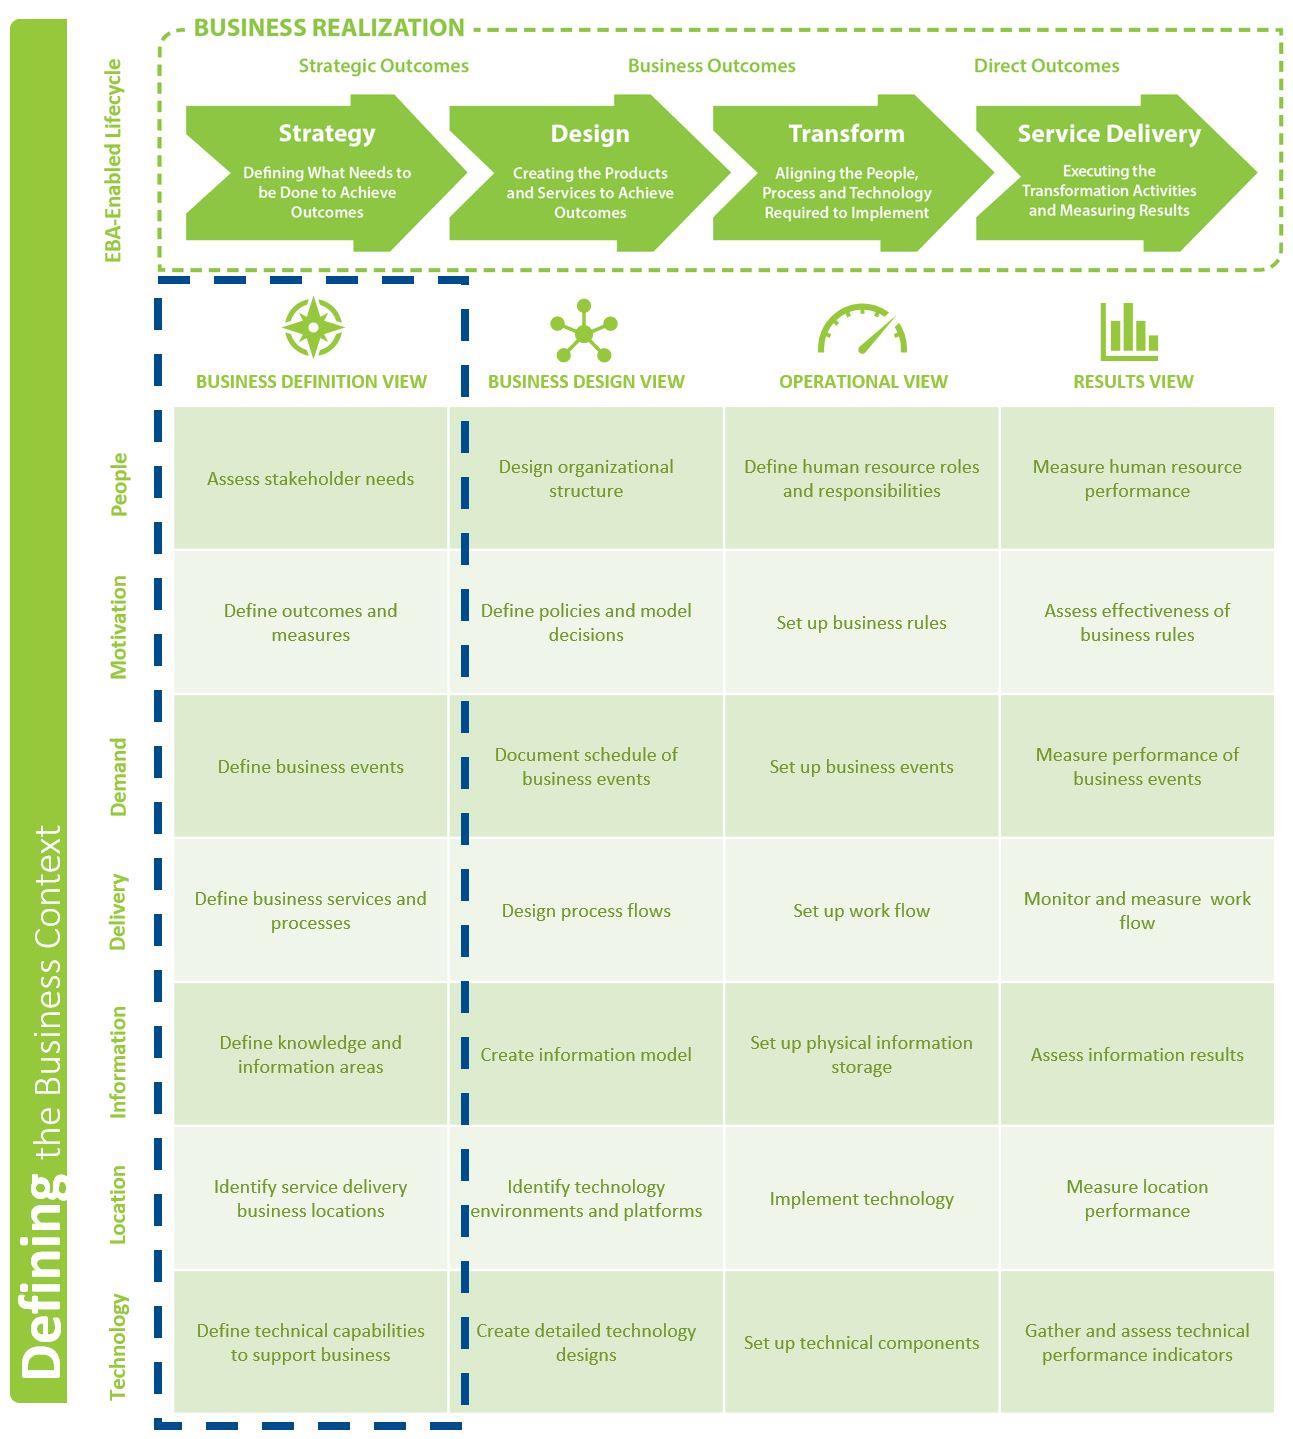 BUSINESS REALIZATION
EBA-Enabled Lifecycle
Strategic Outcomes
Business Outcomes
Direct Outcomes
Strategy
Defining What Needs to
be Done to Achieve
Outcomes
Design
Creating the Products
and Services to Achieve
Outcomes
Transform
Aligning the People,
Process and Technology
Required to Implement
Service Delivery
Executing the
Transformation Activities
and Measuring Results
Defining the Business Context
BUSINESS DEFINITION VIEW
BUSINESS DESIGN VIEW
OPERATIONAL VIEW
RESULTS VIEW
People
Assess stakeholder needs
Design organizational
structure
Define human resource roles
and responsibilities
Measure human resource
performance
Motivation
Define outcomes and
measures
Define policies and model
decisions
Set up business rules
Assess effectiveness of
business rules
Demand
Define business events
Document schedule of
business events
Set up business events
Measure performance of
business events
Delivery
Define business services and
processes
Design process flows
Set up work flow
Monitor and measure work
flow
Information
Define knowledge and
information areas
Create information model
Set up physical information
storage
Assess information results
Location
Identify service delivery
business locations
Identify technology
environments and platforms
Implement technology
Measure location
performance
Technology
Define technical capabilities
to support business
Create detailed technology
designs
Set up technical components
Gather and assess technical
performance indicators